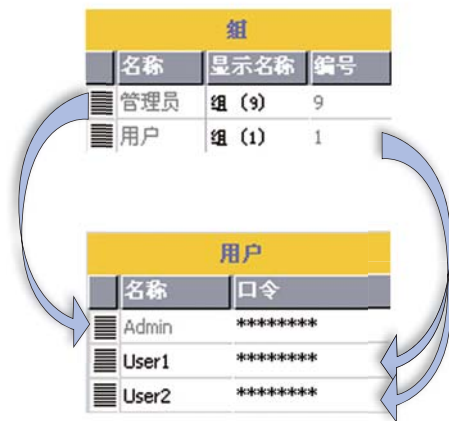 组
名称 显示名称 编号
管理员 组 (9) 9
用户 组 (1) 1
用户
名称 口令
Admin ********
User1 ********
User2 ********